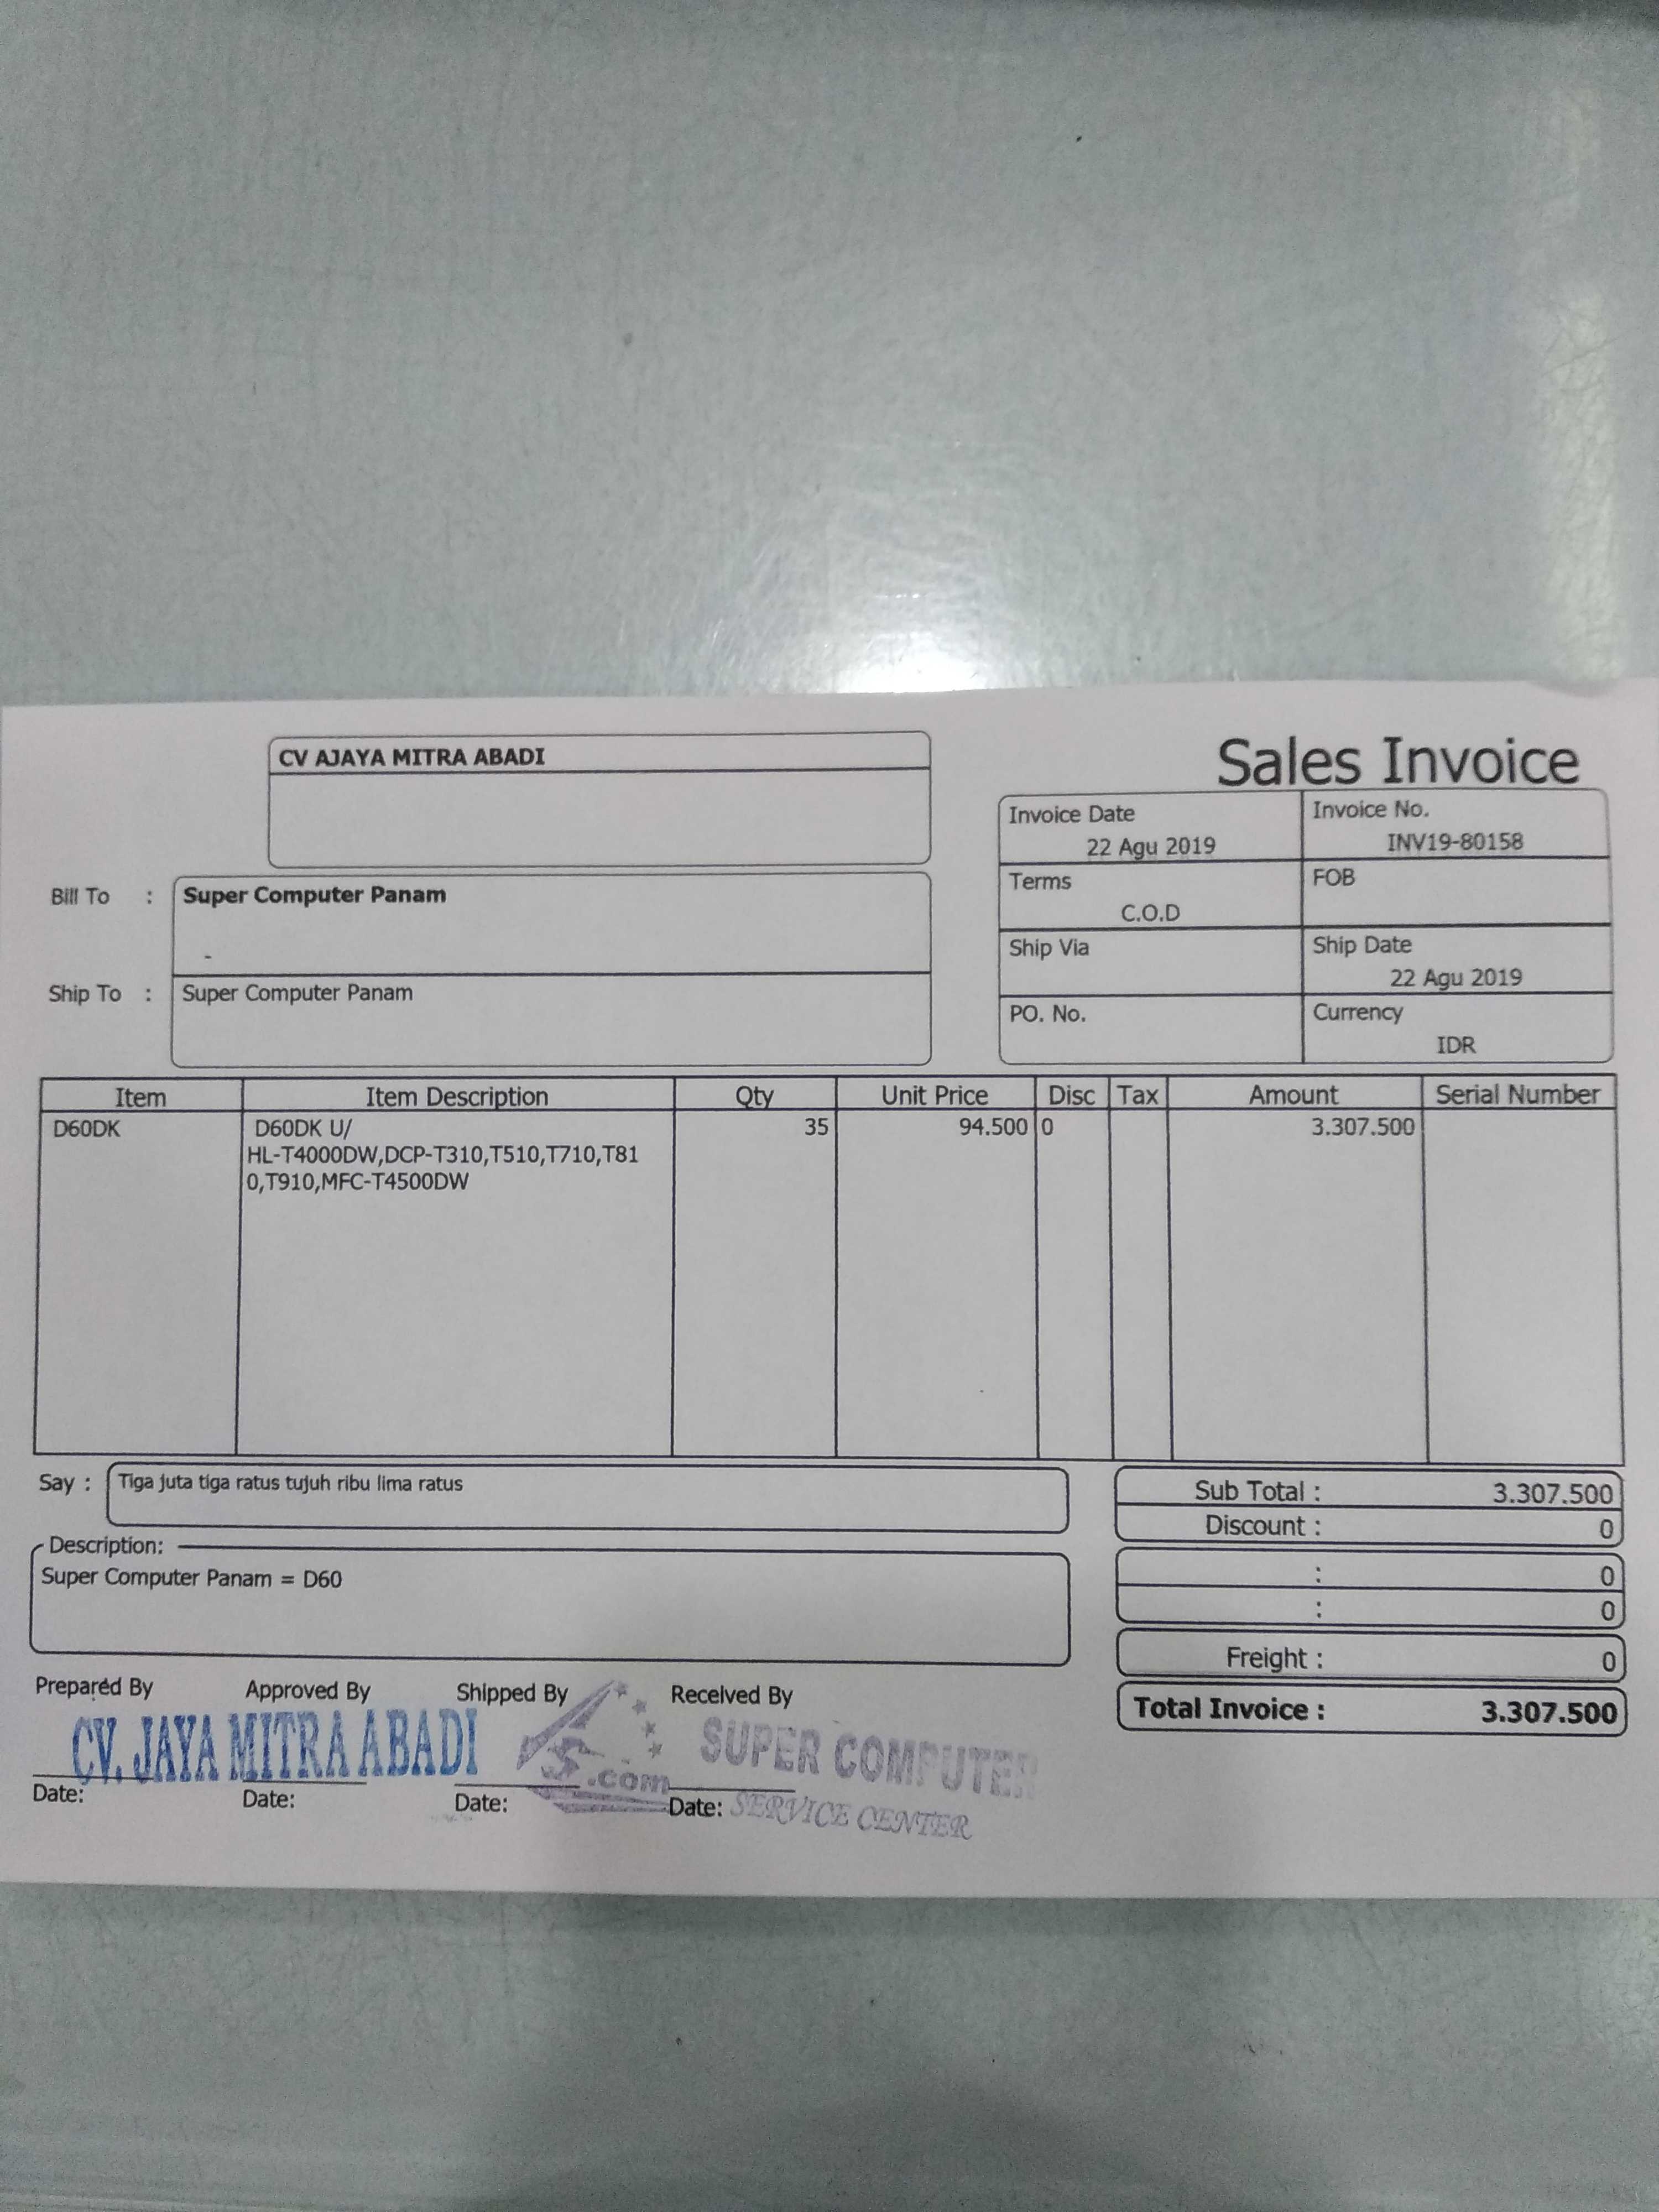 CV AJAYA MITRA ABADI
Sales Invoice
Invoice Date
22 Agu 2019
Invoice No.
INV19-80158
Bill To :
Super Computer Panam
-
Terms
C.O.D
FOB
Ship Via
Ship Date
22 Agu 2019
Ship To :
Super Computer Panam
PO. No.
Currency
IDR
Item Item Description Qty Unit Price Disc Tax Amount Serial Number
D60DK D60DK U/ 35 94.500 0 3.307.500
HL-T4000DW,DCP-T310,T510,T710,T81
0,T910,MFC-T4500DW
Say : Tiga juta tiga ratus tujuh ribu lima ratus
Sub Total : 3.307.500
Discount : 0
Description:
Super Computer Panam = D60
: 0
: 0
Freight : 0
Total Invoice : 3.307.500
Prepared By Approved By Shipped By Received By
CV. JAYA MITRA ABADI
.com
SUPER COMPUTER
SERVICE CENTER
Date: Date: Date: Date: